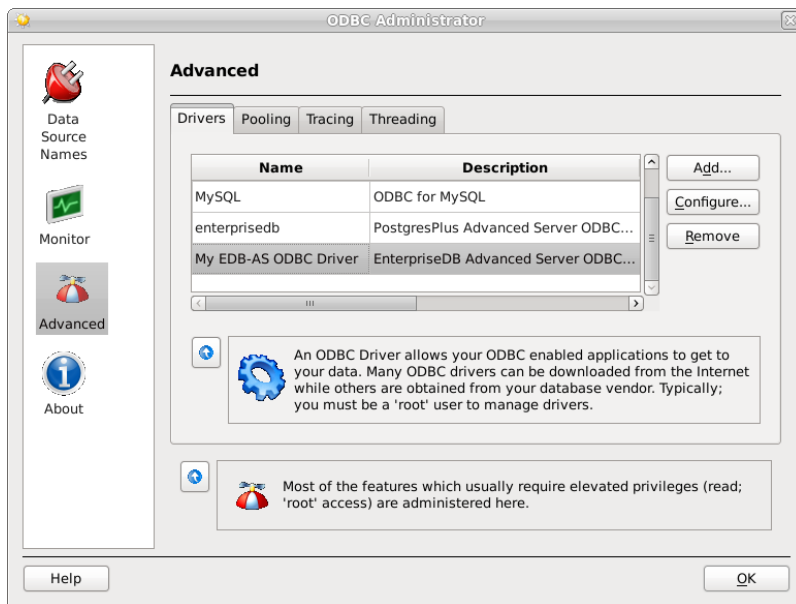 ODBC Administrator
Data
Source
Names
Monitor
Advanced
About
Advanced
Drivers Pooling Tracing Threading
Name Description
MySQL ODBC for MySQL
enterprisedb PostgresPlus Advanced Server ODBC...
My EDB-AS ODBC Driver EnterpriseDB Advanced Server ODBC...
Add...
Configure...
Remove
An ODBC Driver allows your ODBC enabled applications to get to
your data. Many ODBC drivers can be downloaded from the Internet
while others are obtained from your database vendor. Typically;
you must be a 'root' user to manage drivers.
Most of the features which usually require elevated privileges (read;
'root' access) are administered here.
Help
OK